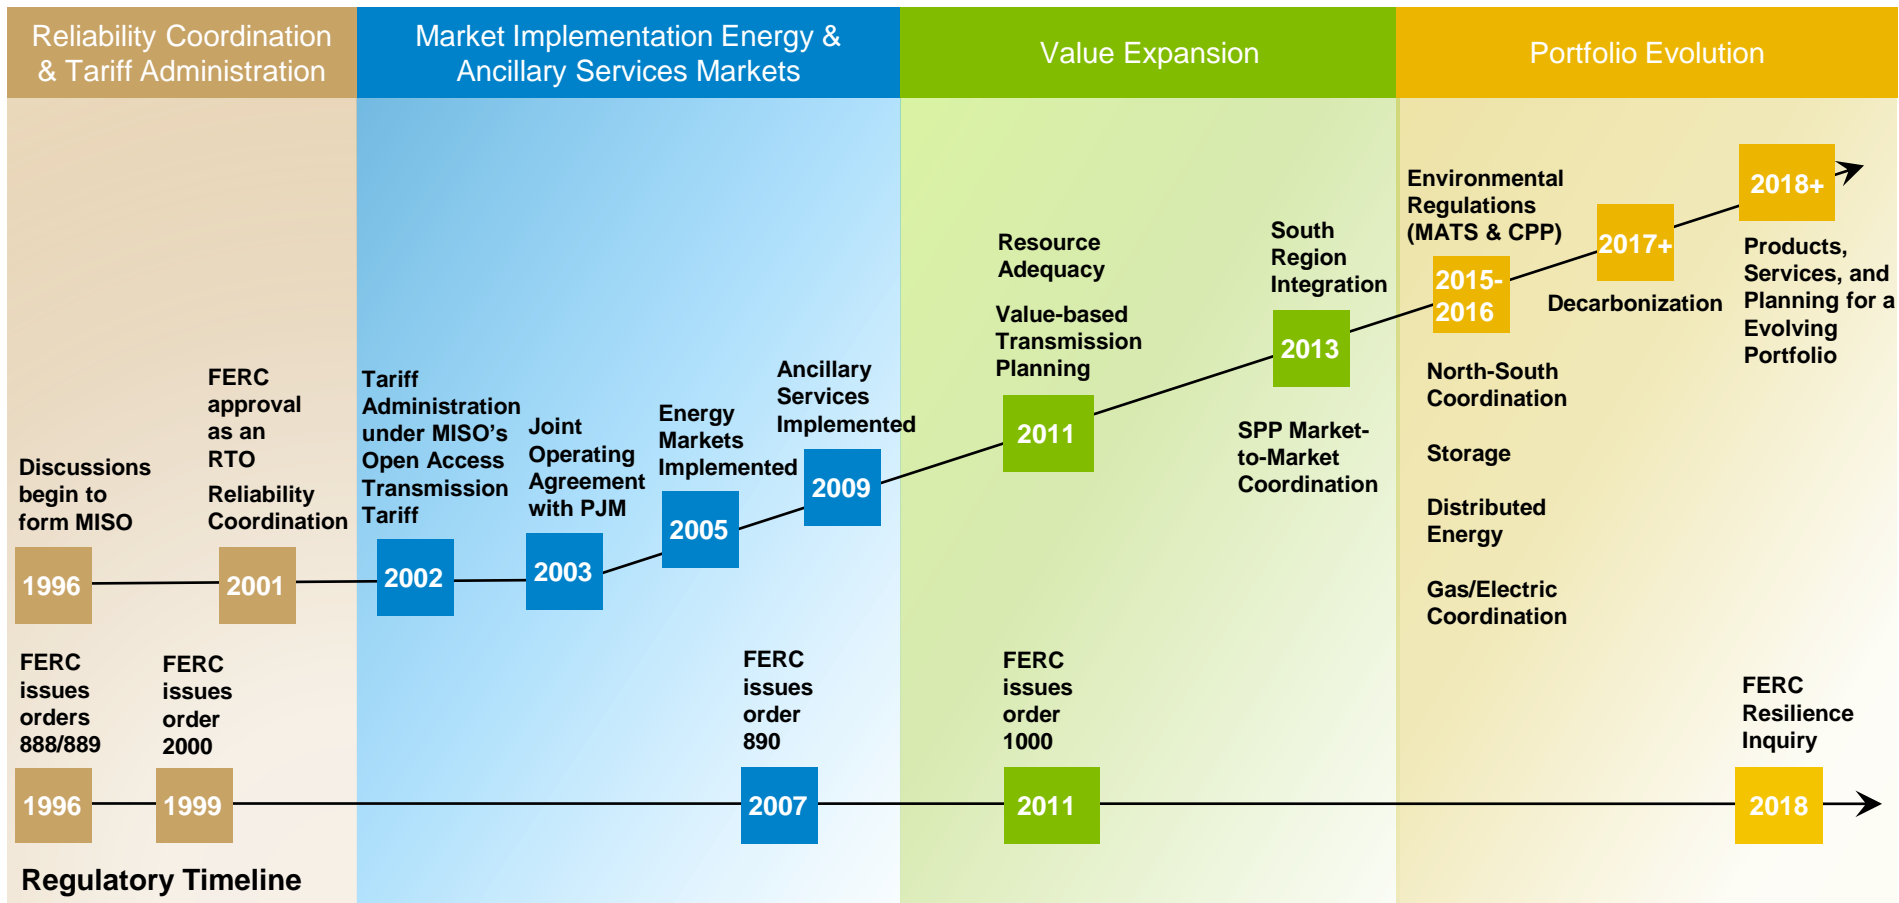 Reliability Coordination
& Tariff Administration
Market Implementation Energy &
Ancillary Services Markets
Value Expansion
Portfolio Evolution
Discussions
begin to
form MISO
1996
FERC
approval
as an
RTO
Reliability
Coordination
2001
Tariff
Administration
under MISO’s
Open Access
Transmission
Tariff
2002
Joint
Operating
Agreement
with PJM
2003
Energy
Markets
Implemented
2005
Ancillary
Services
Implemented
2009
Resource
Adequacy
Value-based
Transmission
Planning
2011
South
Region
Integration
2013
SPP Market-
to-Market
Coordination
Environmental
Regulations
(MATS & CPP)
2015-
2016
North-South
Coordination
Storage
Distributed
Energy
Gas/Electric
Coordination
2017+
Decarbonization
2018+
Products,
Services, and
Planning for a
Evolving
Portfolio
FERC
issues
orders
888/889
1996
FERC
issues
order
2000
1999
FERC
issues
order
890
2007
FERC
issues
order
1000
2011
FERC
Resilience
Inquiry
2018
Regulatory Timeline